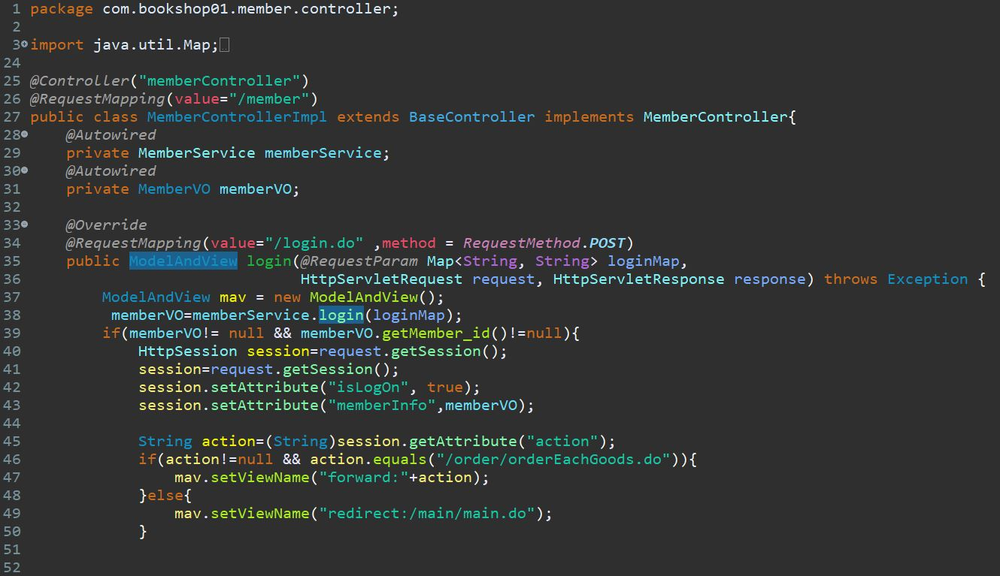 1 package com.bookshop01.member.controller;
2
3 import java.util.Map;
24
25 @Controller("memberController")
26 @RequestMapping(value="/member")
27 public class MemberControllerImpl extends BaseController implements MemberController{
28     @Autowired
29     private MemberService memberService;
30     @Autowired
31     private MemberVO memberVO;
32
33     @Override
34     @RequestMapping(value="/login.do" ,method = RequestMethod.POST)
35     public ModelAndView login(@RequestParam Map<String, String> loginMap,
36                               HttpServletRequest request, HttpServletResponse response) throws Exception {
37         ModelAndView mav = new ModelAndView();
38          memberVO=memberService.login(loginMap);
39         if(memberVO!= null && memberVO.getMember_id()!=null){
40             HttpSession session=request.getSession();
41             session=request.getSession();
42             session.setAttribute("isLogOn", true);
43             session.setAttribute("memberInfo",memberVO);
44
45             String action=(String)session.getAttribute("action");
46             if(action!=null && action.equals("/order/orderEachGoods.do")){
47                 mav.setViewName("forward:"+action);
48             }else{
49                 mav.setViewName("redirect:/main/main.do");
50             }
51
52